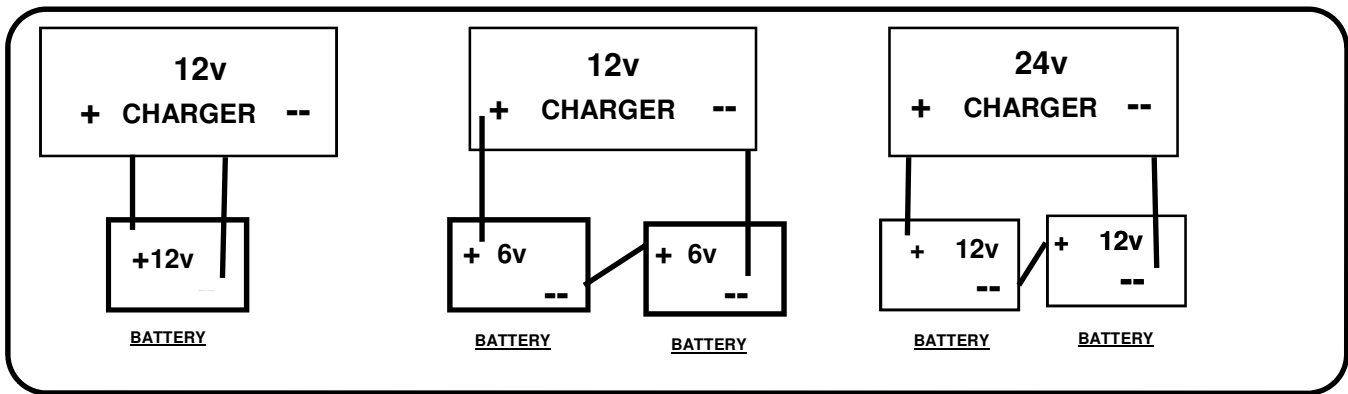 12v
+ CHARGER --
+12v
BATTERY
12v
+ CHARGER --
+ 6v
--
BATTERY
+ 6v
--
BATTERY
24v
+ CHARGER --
+ 12v
--
BATTERY
+ 12v
--
BATTERY